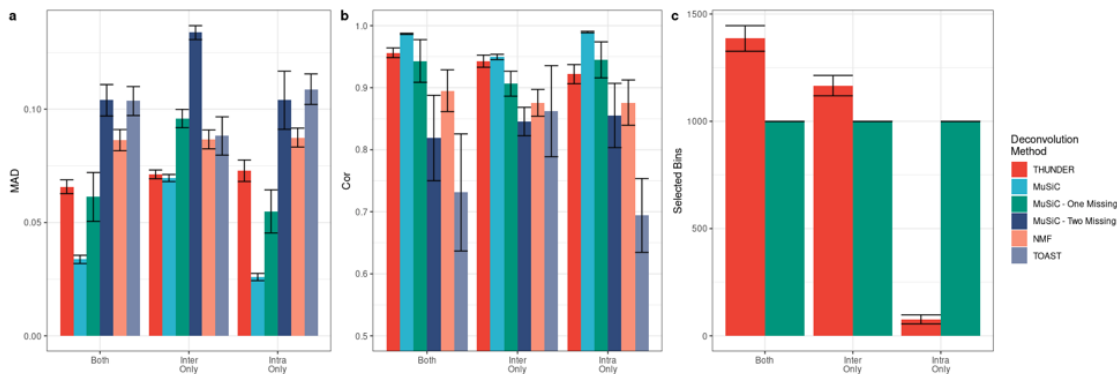 a
MAD
0.10
0.05
0.00
Both
Inter
Only
Intra
Only
b
Cor
1.0
0.9
0.8
0.7
0.6
0.5
Both
Inter
Only
Intra
Only
c
Selected Bins
1500
1000
500
0
Both
Inter
Only
Intra
Only
Deconvolution
Method
THUNDER
MuSiC
MuSiC - One Missing
MuSiC - Two Missing
NMF
TOAST